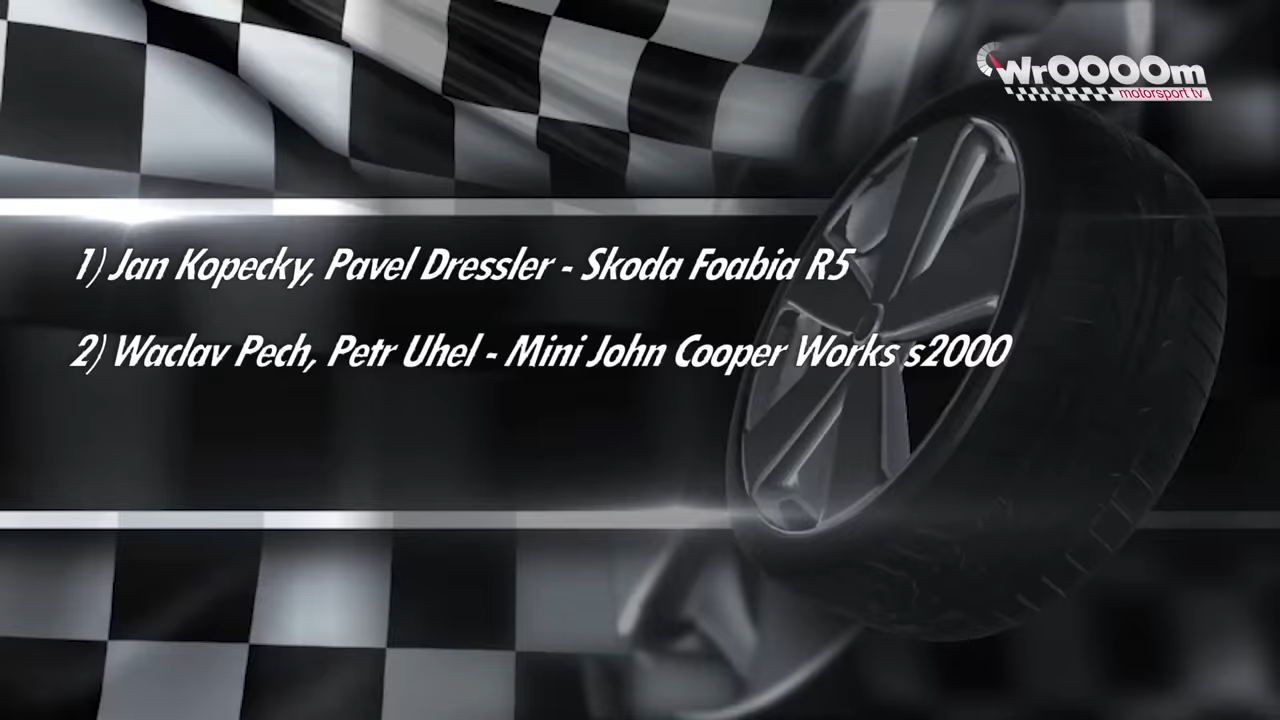 WrOOOOm
motorsport tv
1) Jan Kopecky, Pavel Dressler - Skoda Foabia R5
2) Waclav Pech, Petr Uhel - Mini John Cooper Works s2000